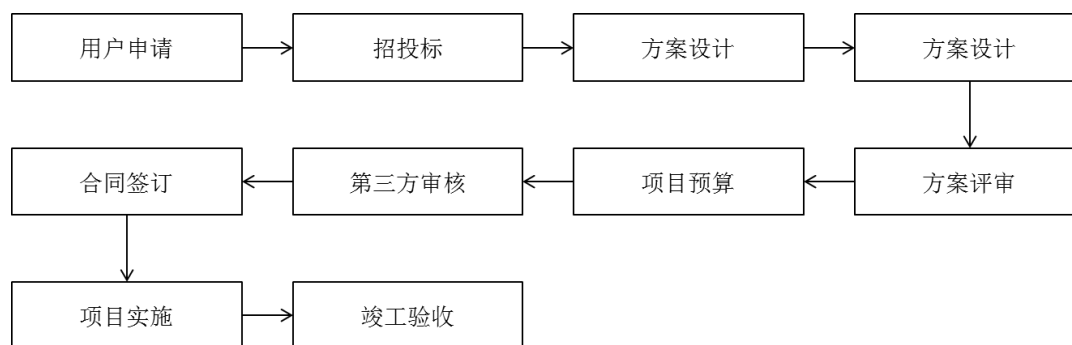 用户申请
招投标
方案设计
方案设计
方案评审
项目预算
第三方审核
合同签订
项目实施
竣工验收